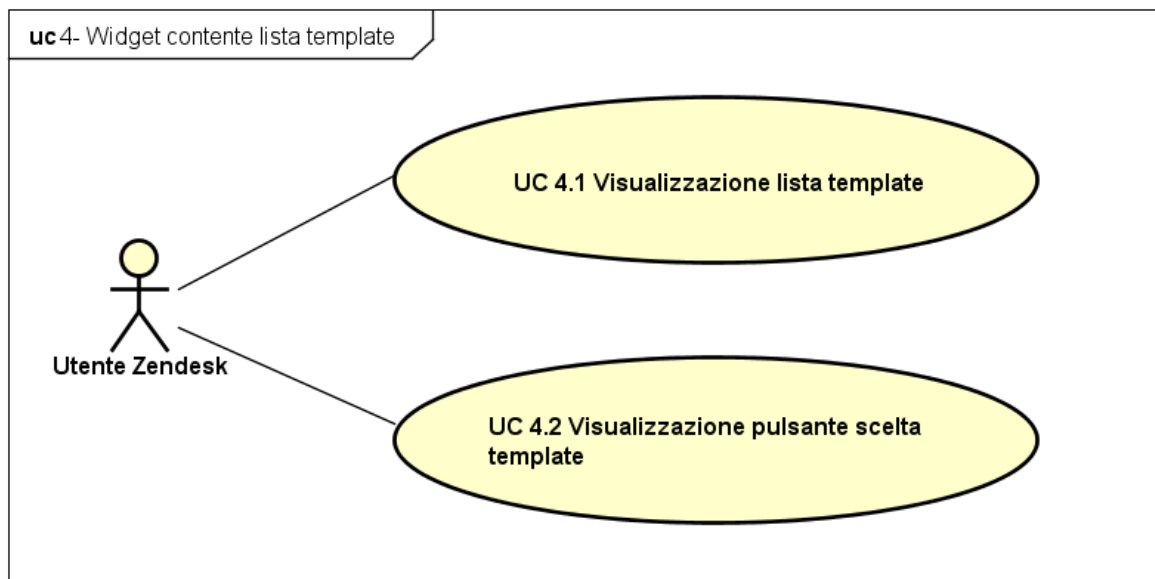 uc 4- Widget contente lista template
UC 4.1 Visualizzazione lista template
Utente Zendesk
UC 4.2 Visualizzazione pulsante scelta
template